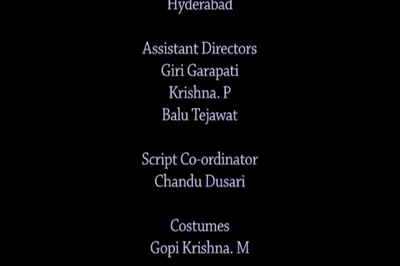 Hyderabad
Assistant Directors
Giri Garapati
Krishna. P
Balu Tejawat
Script Co-ordinator
Chandu Dusari
Costumes
Gopi Krishna. M